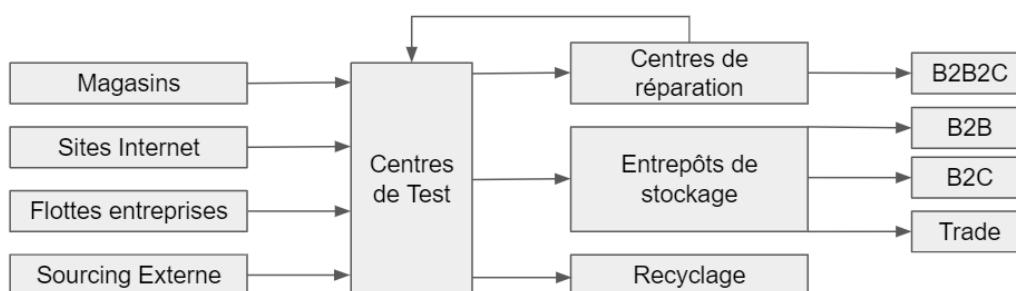 Magasins
Sites Internet
Flottes entreprises
Sourcing Externe
Centres
de Test
Centres de
réparation
Entrepôts de
stockage
Recyclage
B2B2C
B2B
B2C
Trade